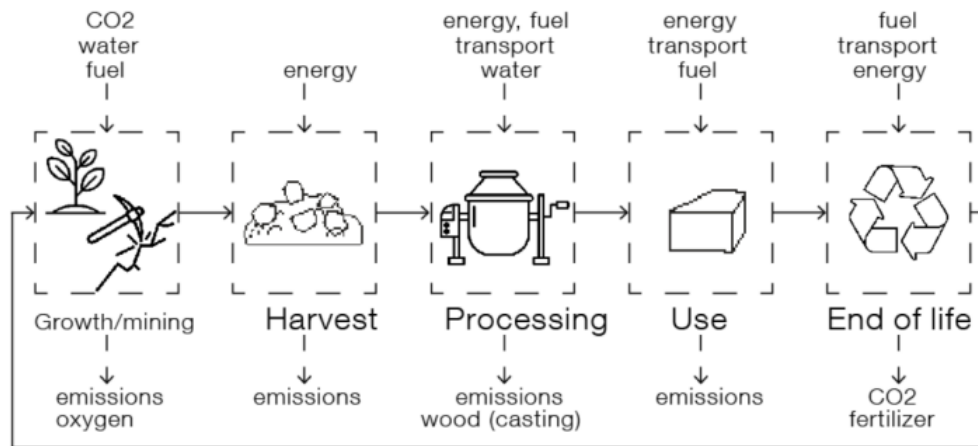 CO2
water
fuel
energy
energy, fuel
transport
water
energy
transport
fuel
fuel
transport
energy
Growth/mining
Harvest
Processing
Use
End of life
emissions
oxygen
emissions
emissions
wood (casting)
emissions
CO2
fertilizer